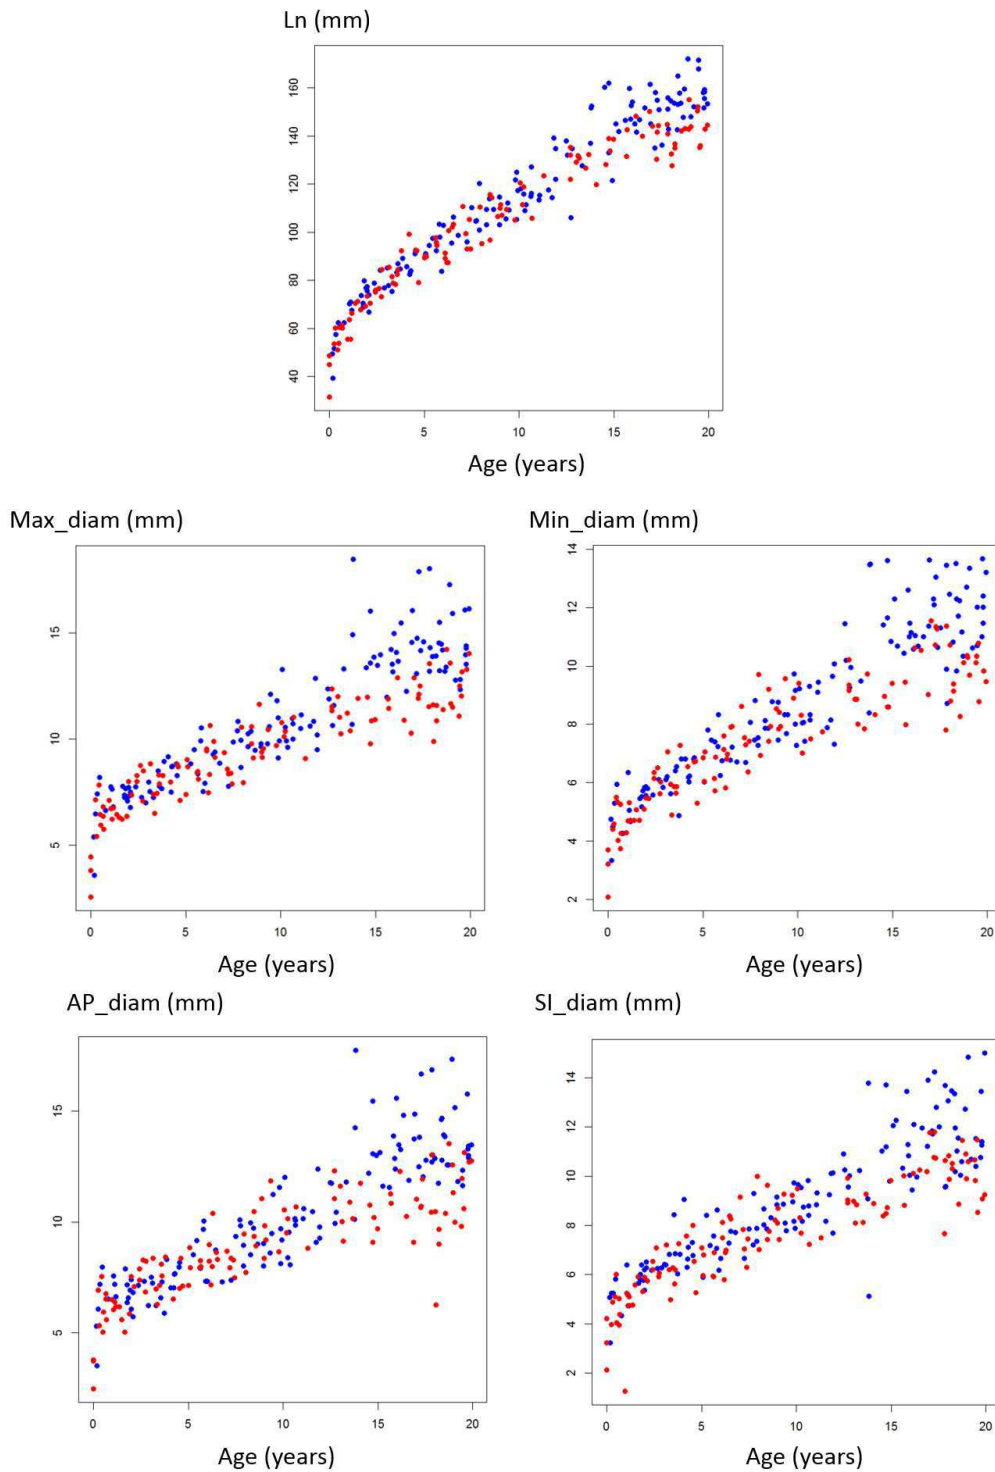 Ln (mm)
160
140
120
100
80
60
40
0 5 10 15 20
Age (years)
Max_diam (mm)
15
10
5
0 5 10 15 20
Age (years)
Min_diam (mm)
14
12
10
8
6
4
2
0 5 10 15 20
Age (years)
AP_diam (mm)
15
10
5
0 5 10 15 20
Age (years)
SI_diam (mm)
14
12
10
8
6
4
2
0 5 10 15 20
Age (years)